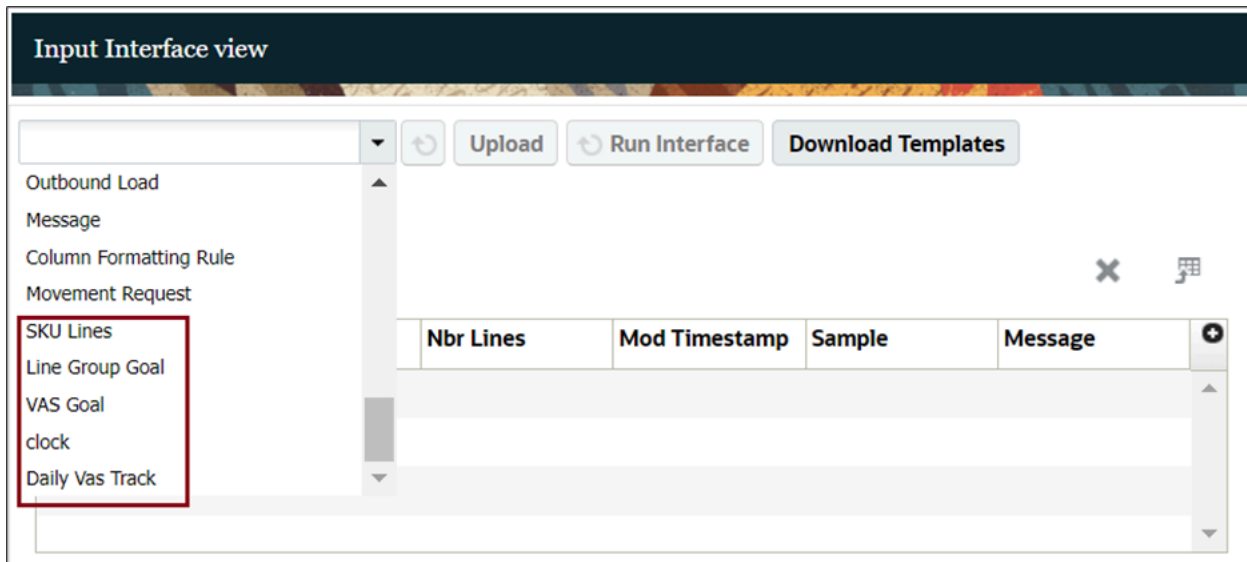 Input Interface view
Upload
Run Interface
Download Templates
Outbound Load
Message
Column Formatting Rule
Movement Request
SKU Lines
Line Group Goal
VAS Goal
clock
Daily Vas Track
Nbr Lines
Mod Timestamp
Sample
Message